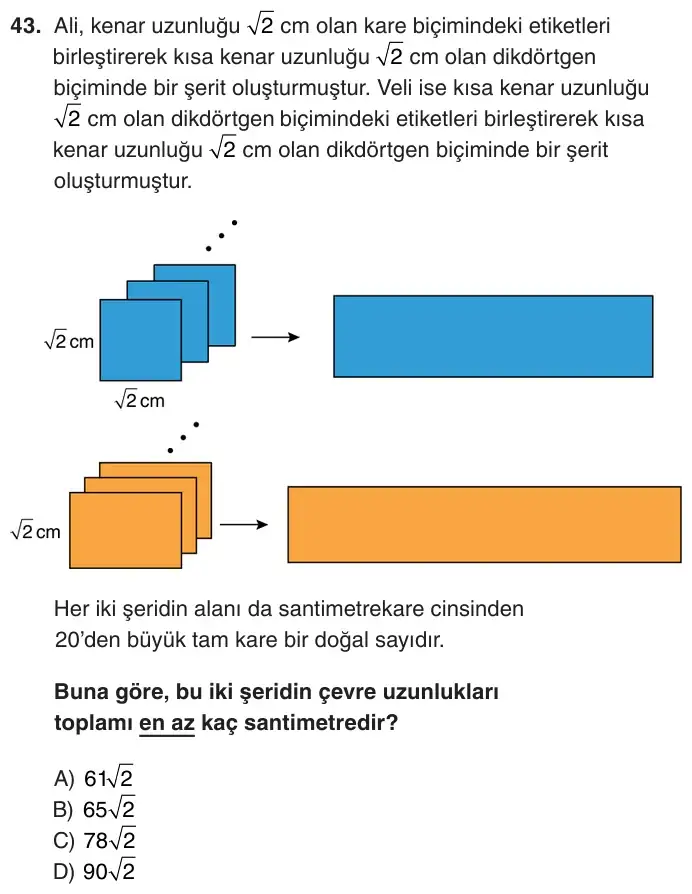 43. Ali, kenar uzunluğu √2 cm olan kare biçimindeki etiketleri
birleştirerek kısa kenar uzunluğu √2 cm olan dikdörtgen
biçiminde bir şerit oluşturmuştur. Veli ise kısa kenar uzunluğu
√2 cm olan dikdörtgen biçimindeki etiketleri birleştirerek kısa
kenar uzunluğu √2 cm olan dikdörtgen biçiminde bir şerit
oluşturmuştur.
√2 cm
√2 cm
√2 cm
Her iki şeridin alanı da santimetrekare cinsinden
20'den büyük tam kare bir doğal sayıdır.
Buna göre, bu iki şeridin çevre uzunlukları
toplamı en az kaç santimetredir?
A) 61√2
B) 65√2
C) 78√2
D) 90√2